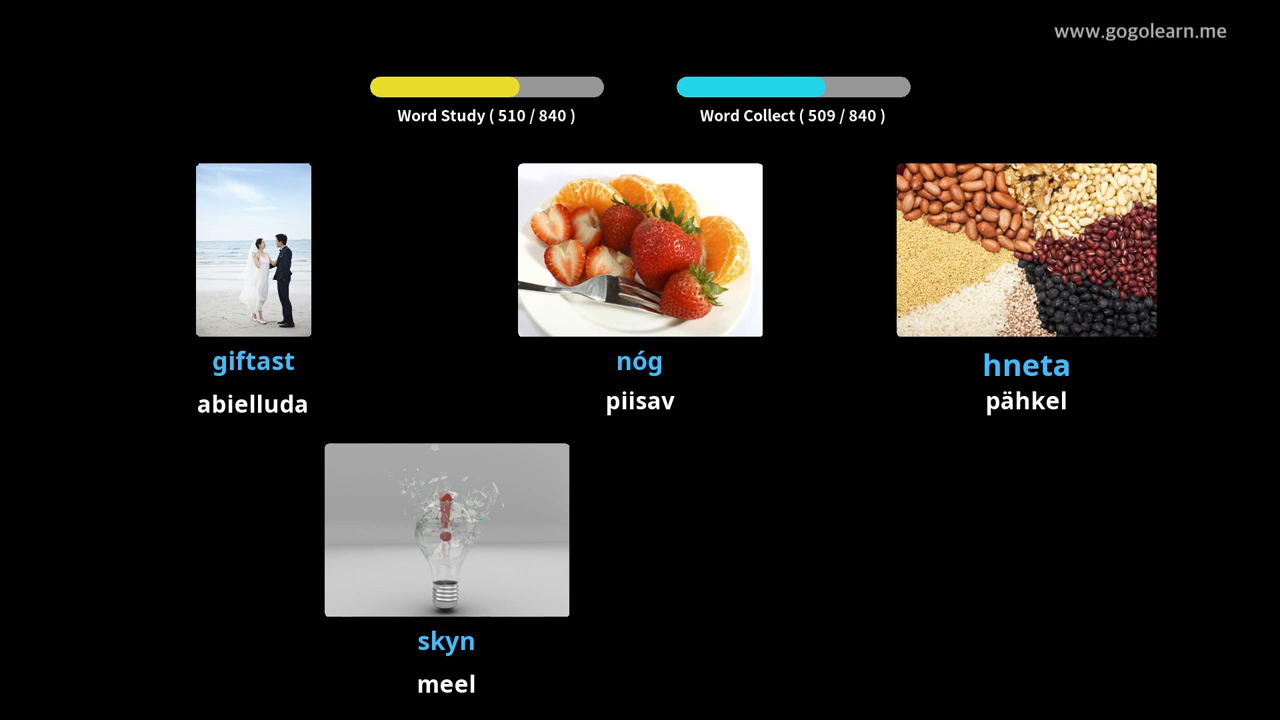 www.gogolearn.me
Word Study ( 510 / 840 )
Word Collect ( 509 / 840 )
giftast
abielluda
nóg
piisav
hneta
pähkel
skyn
meel